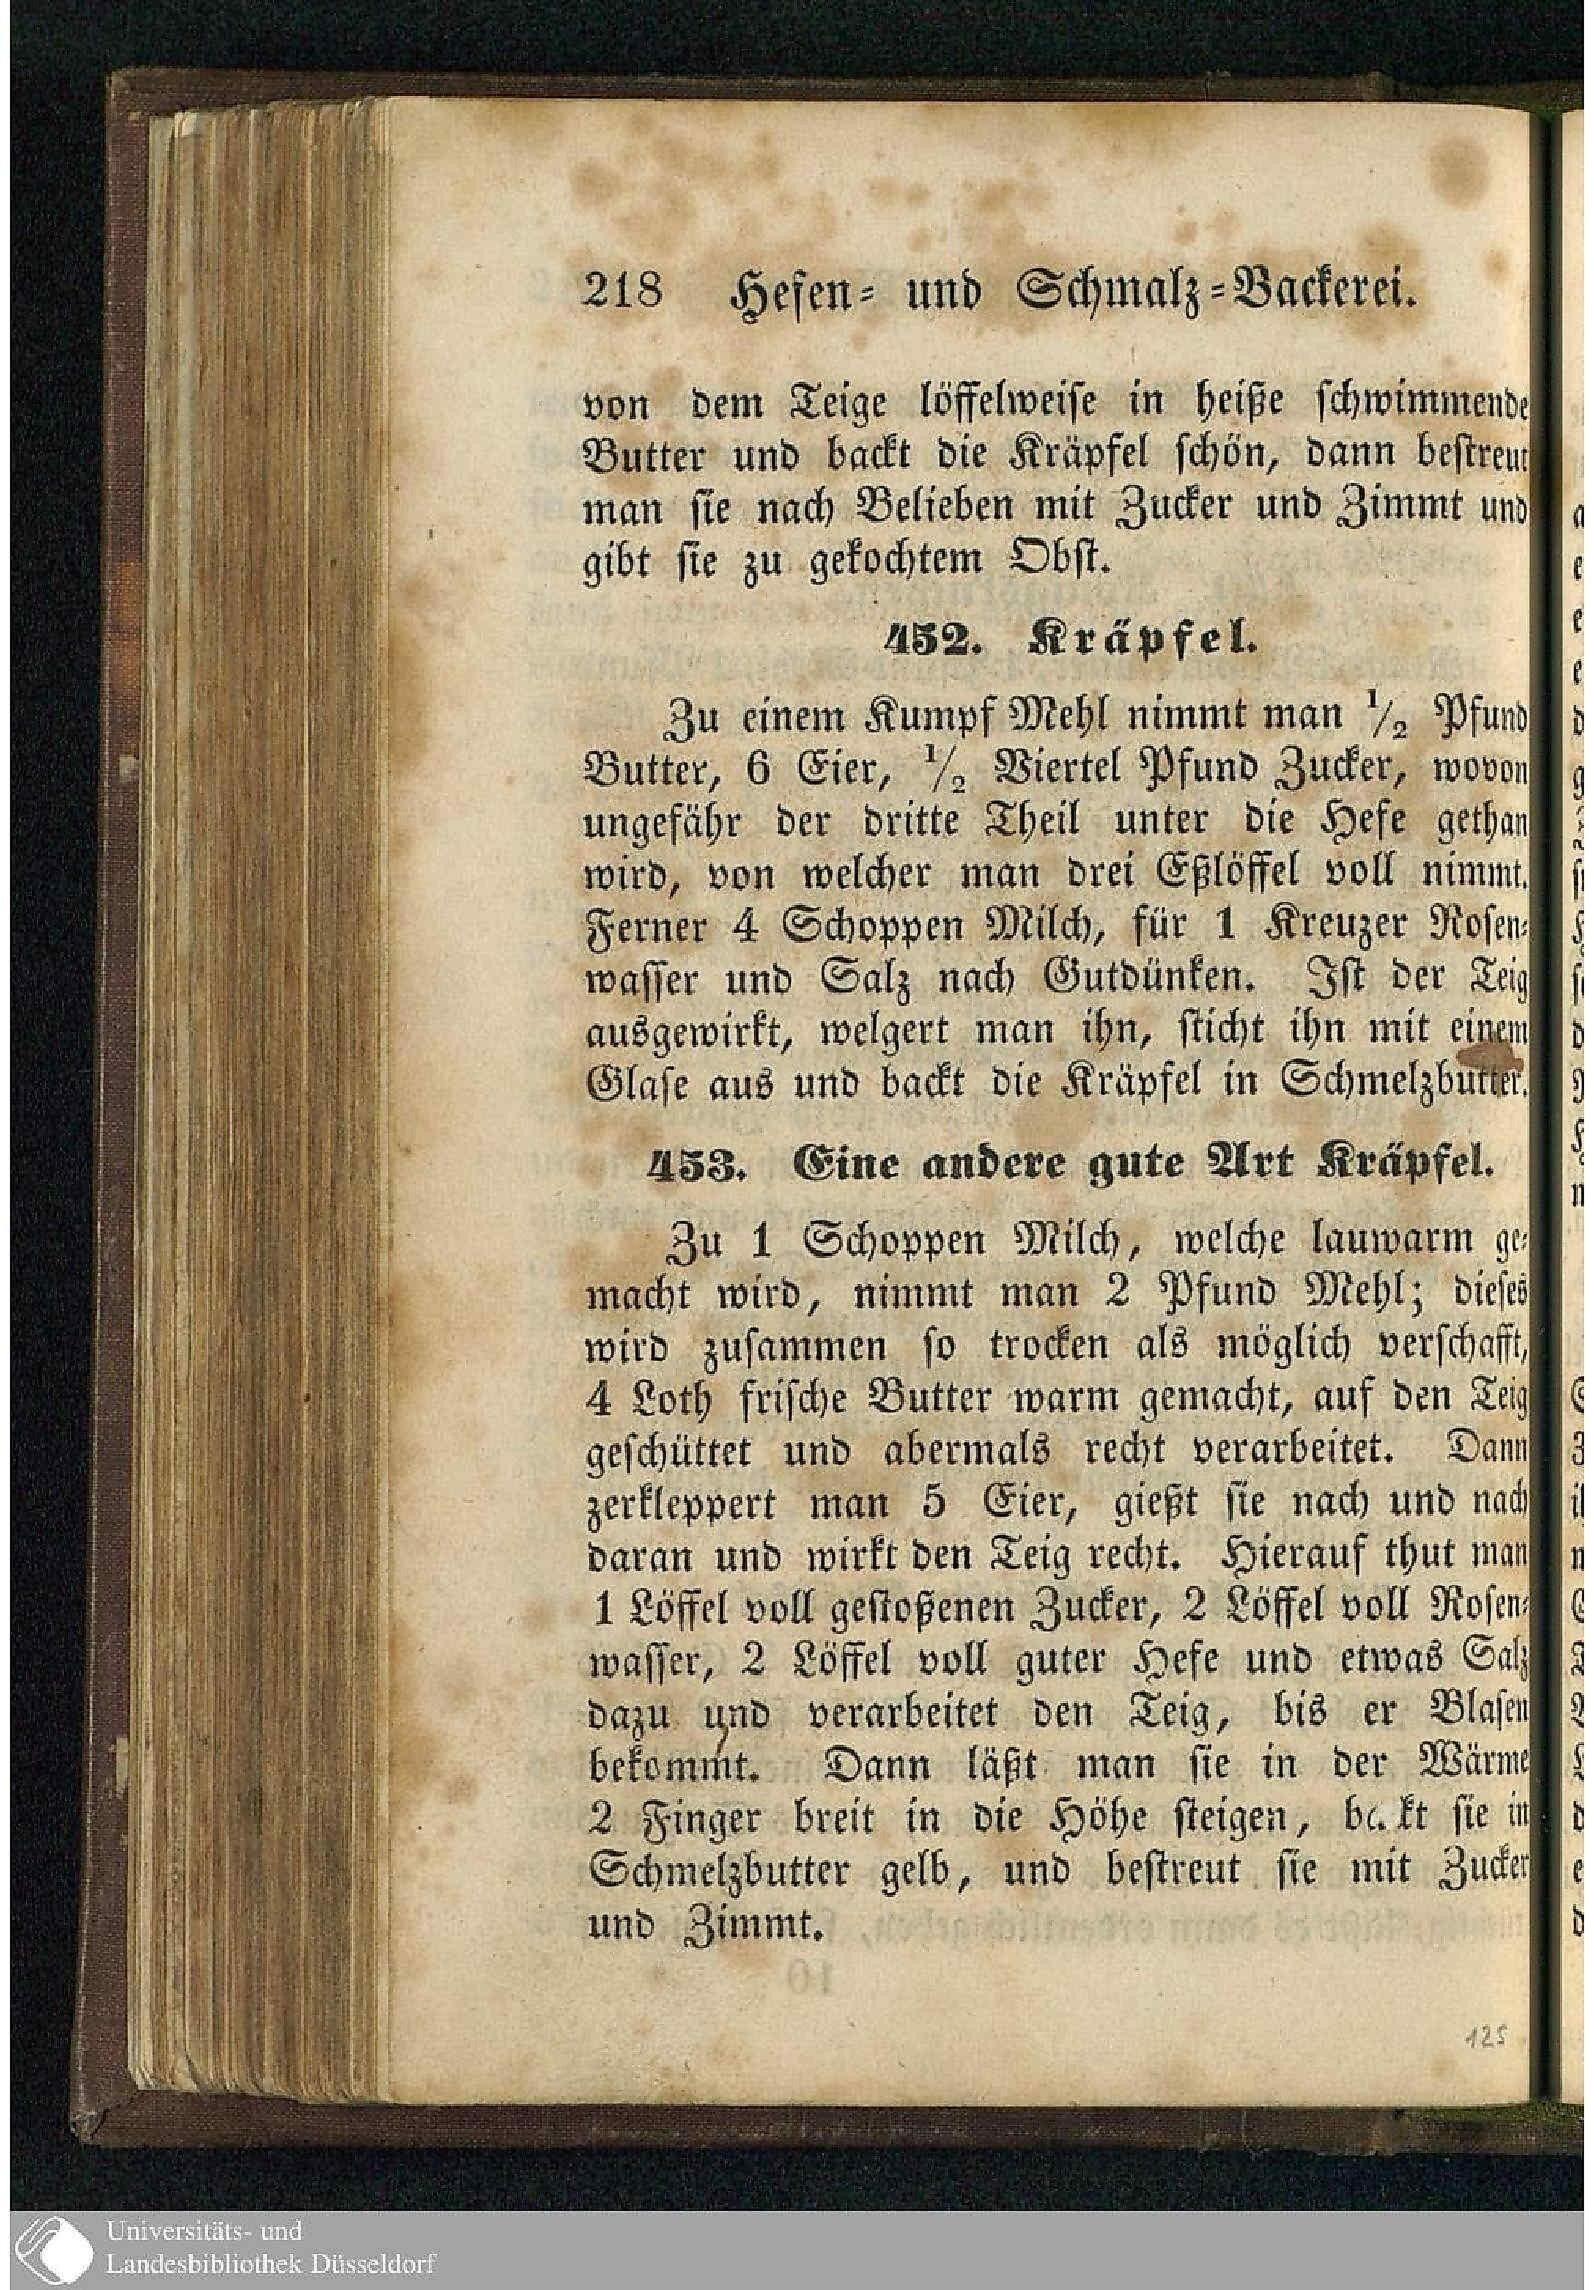 218 Hefen- und Schmalz-Backerei.
von dem Teige löffelweise in heiße schwimmende
Butter und backt die Kräpfel schön, dann bestreut
man sie nach Belieben mit Zucker und Zimmt und
gibt sie zu gekochtem Obst.
452. Kräpfel.
Zu einem Kumpf Mehl nimmt man 1/2 Pfund
Butter, 6 Eier, 1/2 Viertel Pfund Zucker, wovon
ungefähr der dritte Theil unter die Hefe gethan
wird, von welcher man drei Eßlöffel voll nimmt.
Ferner 4 Schoppen Milch, für 1 Kreuzer Rosen-
wasser und Salz nach Gutdünken. Ist der Teig
ausgewirkt, welgert man ihn, sticht ihn mit einem
Glase aus und backt die Kräpfel in Schmelzbutter.
453. Eine andere gute Art Kräpfel.
Zu 1 Schoppen Milch, welche lauwarm ge-
macht wird, nimmt man 2 Pfund Mehl; dieses
wird zusammen so trocken als möglich verschafft,
4 Loth frische Butter warm gemacht, auf den Teig
geschüttet und abermals recht verarbeitet. Dann
zerkleppert man 5 Eier, gießt sie nach und nach
daran und wirkt den Teig recht. Hierauf thut man
1 Löffel voll gestoßenen Zucker, 2 Löffel voll Rosen-
wasser, 2 Löffel voll guter Hefe und etwas Salz
dazu und verarbeitet den Teig, bis er Blasen
bekommt. Dann läßt man sie in der Wärme
2 Finger breit in die Höhe steigen, backt sie in
Schmelzbutter gelb, und bestreut sie mit Zucker
und Zimmt.
125
Universitäts- und
Landesbibliothek Düsseldorf